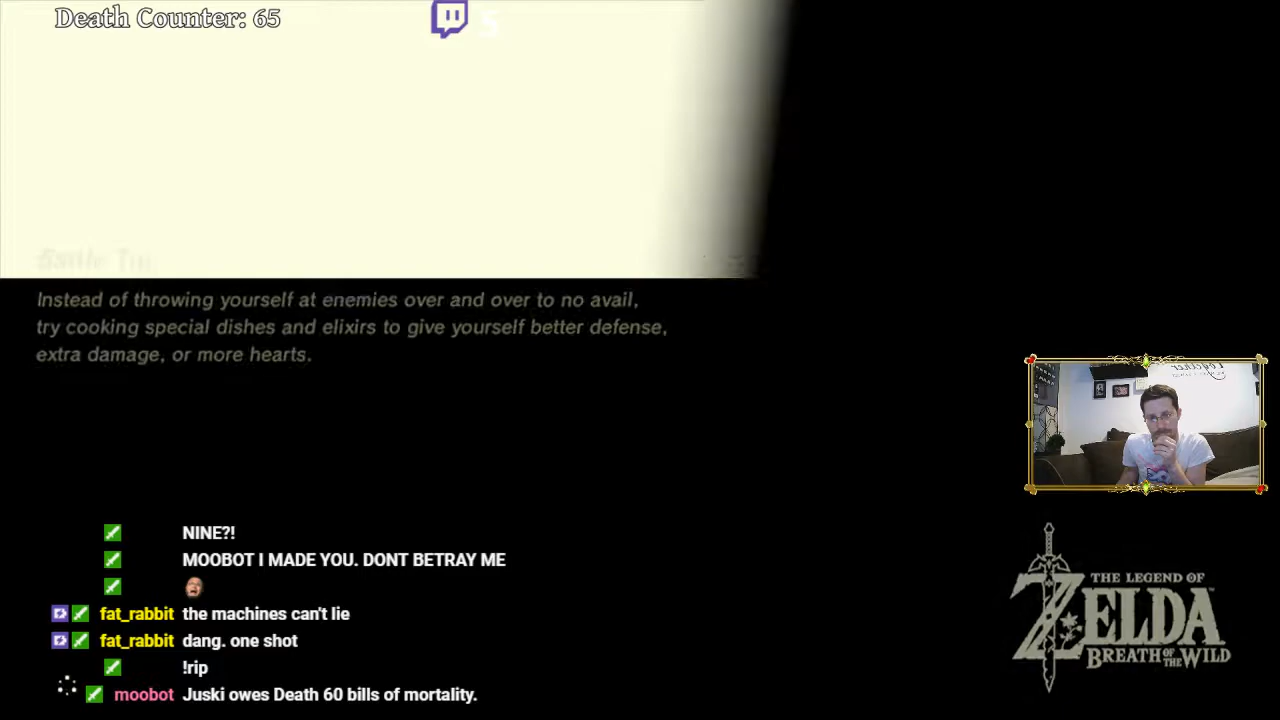 Death Counter: 65
5
Instead of throwing yourself at enemies over and over to no avail,
try cooking special dishes and elixirs to give yourself better defense,
extra damage, or more hearts.
NINE?!
MOOBOT I MADE YOU. DONT BETRAY ME
fat_rabbit the machines can't lie
fat_rabbit dang. one shot
!rip
moobot Juski owes Death 60 bills of mortality.
THE LEGEND OF
ZELDA
BREATH OF THE WILD